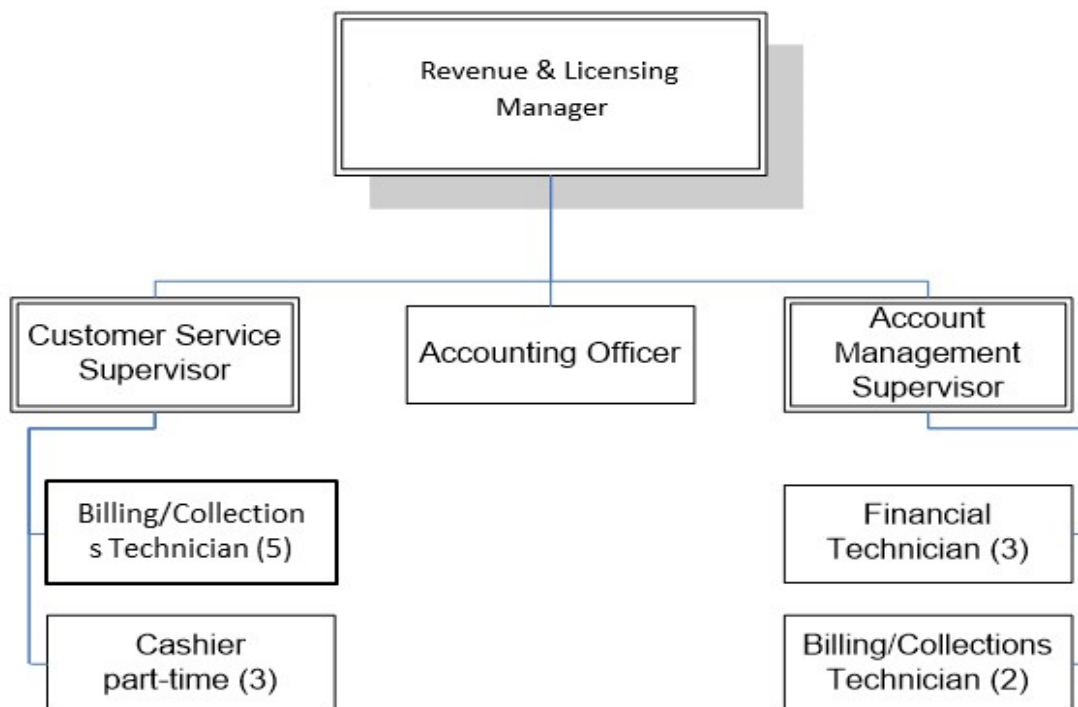 Revenue & Licensing
Manager
Customer Service
Supervisor
Accounting Officer
Account
Management
Supervisor
Billing/Collection
s Technician (5)
Financial
Technician (3)
Cashier
part-time (3)
Billing/Collections
Technician (2)